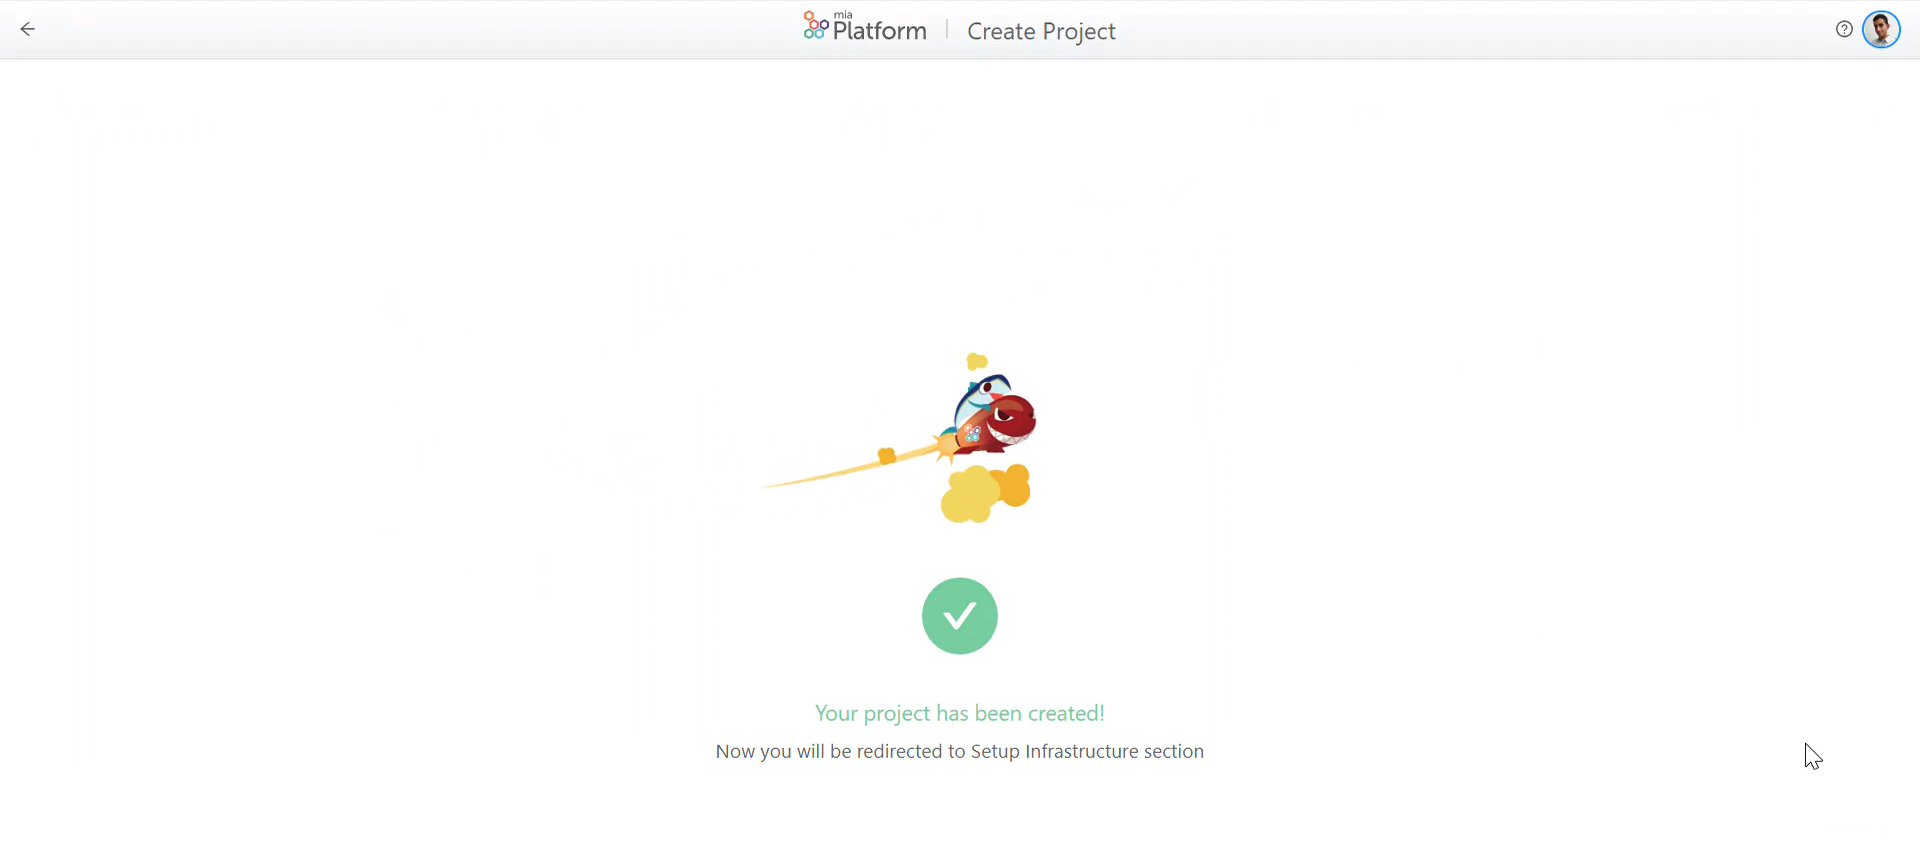 mia
Platform
Create Project
Your project has been created!
Now you will be redirected to Setup Infrastructure section